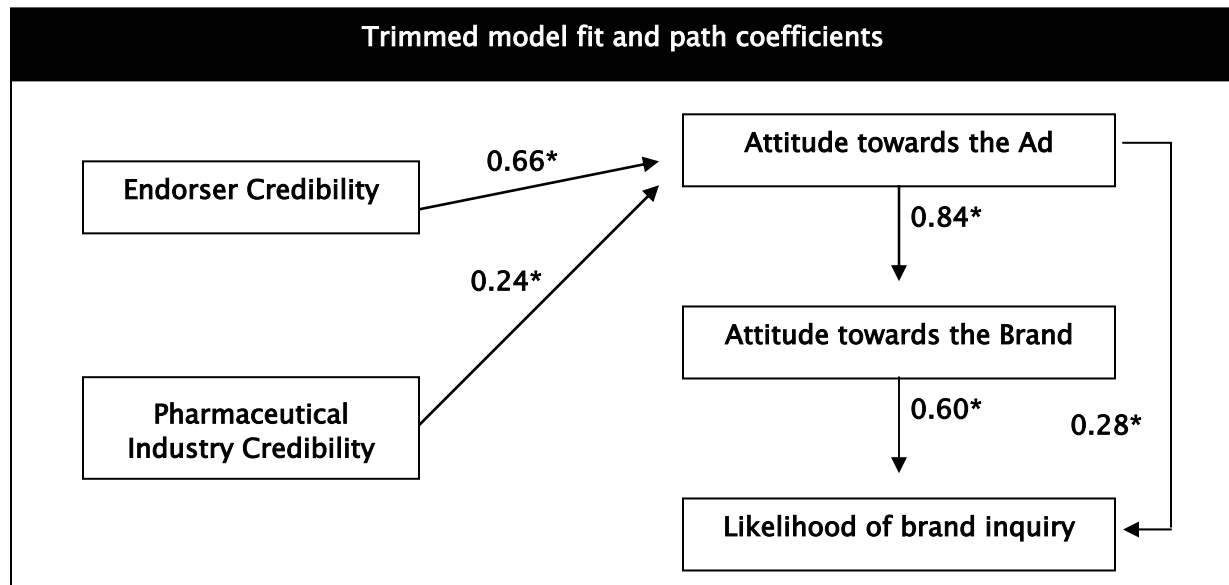 Trimmed model fit and path coefficients
Attitude towards the Ad
0.66*
Endorser Credibility
0.84*
0.24*
Attitude towards the Brand
Pharmaceutical
Industry Credibility
0.60*
0.28*
Likelihood of brand inquiry